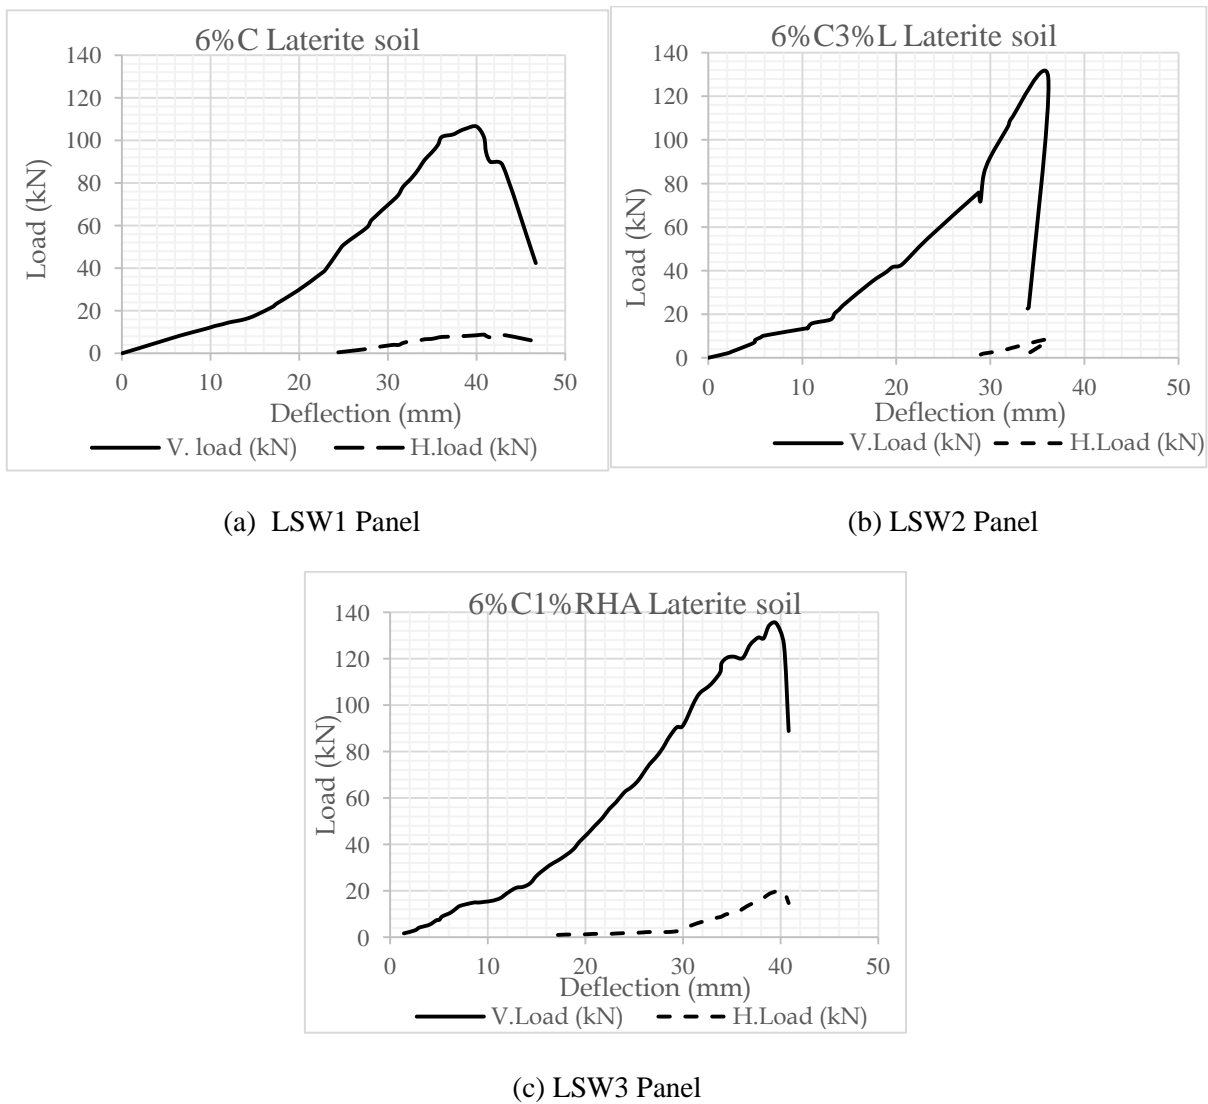 6%C Laterite soil
140
120
100
80
60
40
20
0
Load (kN)
0 10 20 30 40 50
Deflection (mm)
V. load (kN) H.load (kN)
(a) LSW1 Panel
6%C3%L Laterite soil
140
120
100
80
60
40
20
0
Load (kN)
0 10 20 30 40 50
Deflection (mm)
V.Load (kN) H.Load (kN)
(b) LSW2 Panel
6%C1%RHA Laterite soil
140
120
100
80
60
40
20
0
Load (kN)
0 10 20 30 40 50
Deflection (mm)
V.Load (kN) H.Load (kN)
(c) LSW3 Panel